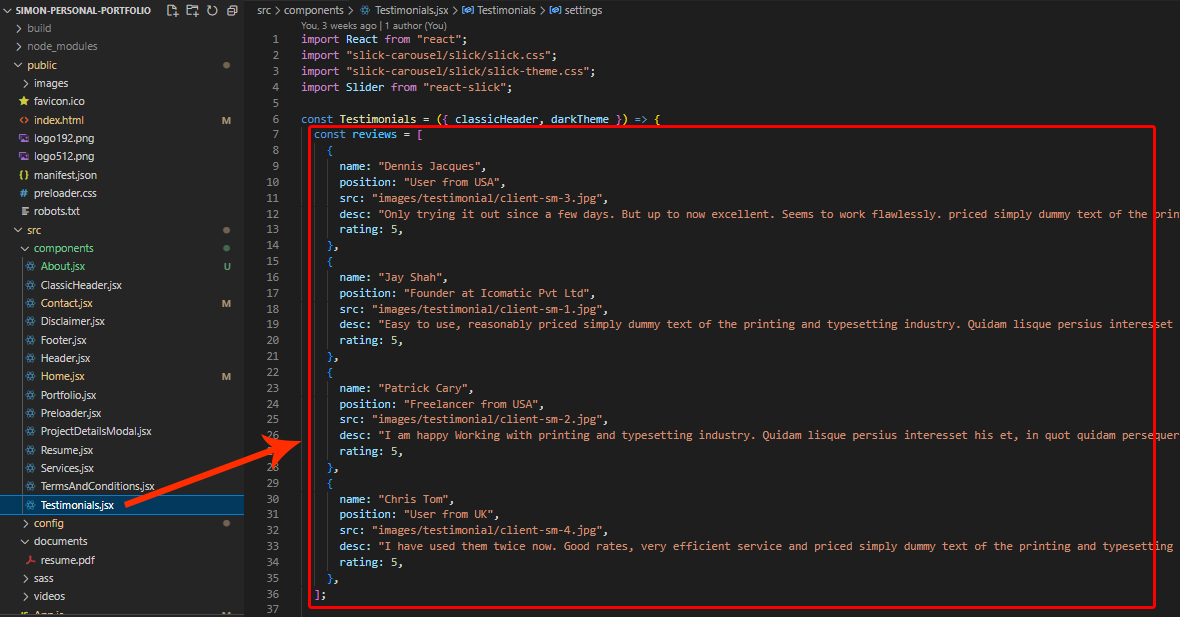 SIMON-PERSONAL-PORTFOLIO
build
node_modules
public
images
favicon.ico
index.html M
logo192.png
logo512.png
manifest.json
preloader.css
robots.txt
src
components
About.jsx U
ClassicHeader.jsx
Contact.jsx M
Disclaimer.jsx
Footer.jsx
Header.jsx
Home.jsx M
Portfolio.jsx
Preloader.jsx
ProjectDetailsModal.jsx
Resume.jsx
Services.jsx
TermsAndConditions.jsx
Testimonials.jsx
config
documents
resume.pdf
sass
videos
src > components > Testimonials.jsx > Testimonials > settings
You, 3 weeks ago | 1 author (You)
1 import React from "react";
2 import "slick-carousel/slick/slick.css";
3 import "slick-carousel/slick/slick-theme.css";
4 import Slider from "react-slick";
5
6 const Testimonials = ({ classicHeader, darkTheme }) => {
7 const reviews = [
8 {
9 name: "Dennis Jacques",
10 position: "User from USA",
11 src: "images/testimonial/client-sm-3.jpg",
12 desc: "Only trying it out since a few days. But up to now excellent. Seems to work flawlessly. priced simply dummy text of the prin
13 rating: 5,
14 },
15 {
16 name: "Jay Shah",
17 position: "Founder at Icomatic Pvt Ltd",
18 src: "images/testimonial/client-sm-1.jpg",
19 desc: "Easy to use, reasonably priced simply dummy text of the printing and typesetting industry. Quidam lisque persius interesset
20 rating: 5,
21 },
22 {
23 name: "Patrick Cary",
24 position: "Freelancer from USA",
25 src: "images/testimonial/client-sm-2.jpg",
26 desc: "I am happy Working with printing and typesetting industry. Quidam lisque persius interesset his et, in quot quidam persequer
rating: 5,
28 },
29 {
30 name: "Chris Tom",
31 position: "User from UK",
32 src: "images/testimonial/client-sm-4.jpg",
33 desc: "I have used them twice now. Good rates, very efficient service and priced simply dummy text of the printing and typesetting
34 rating: 5,
35 },
36 ];
37